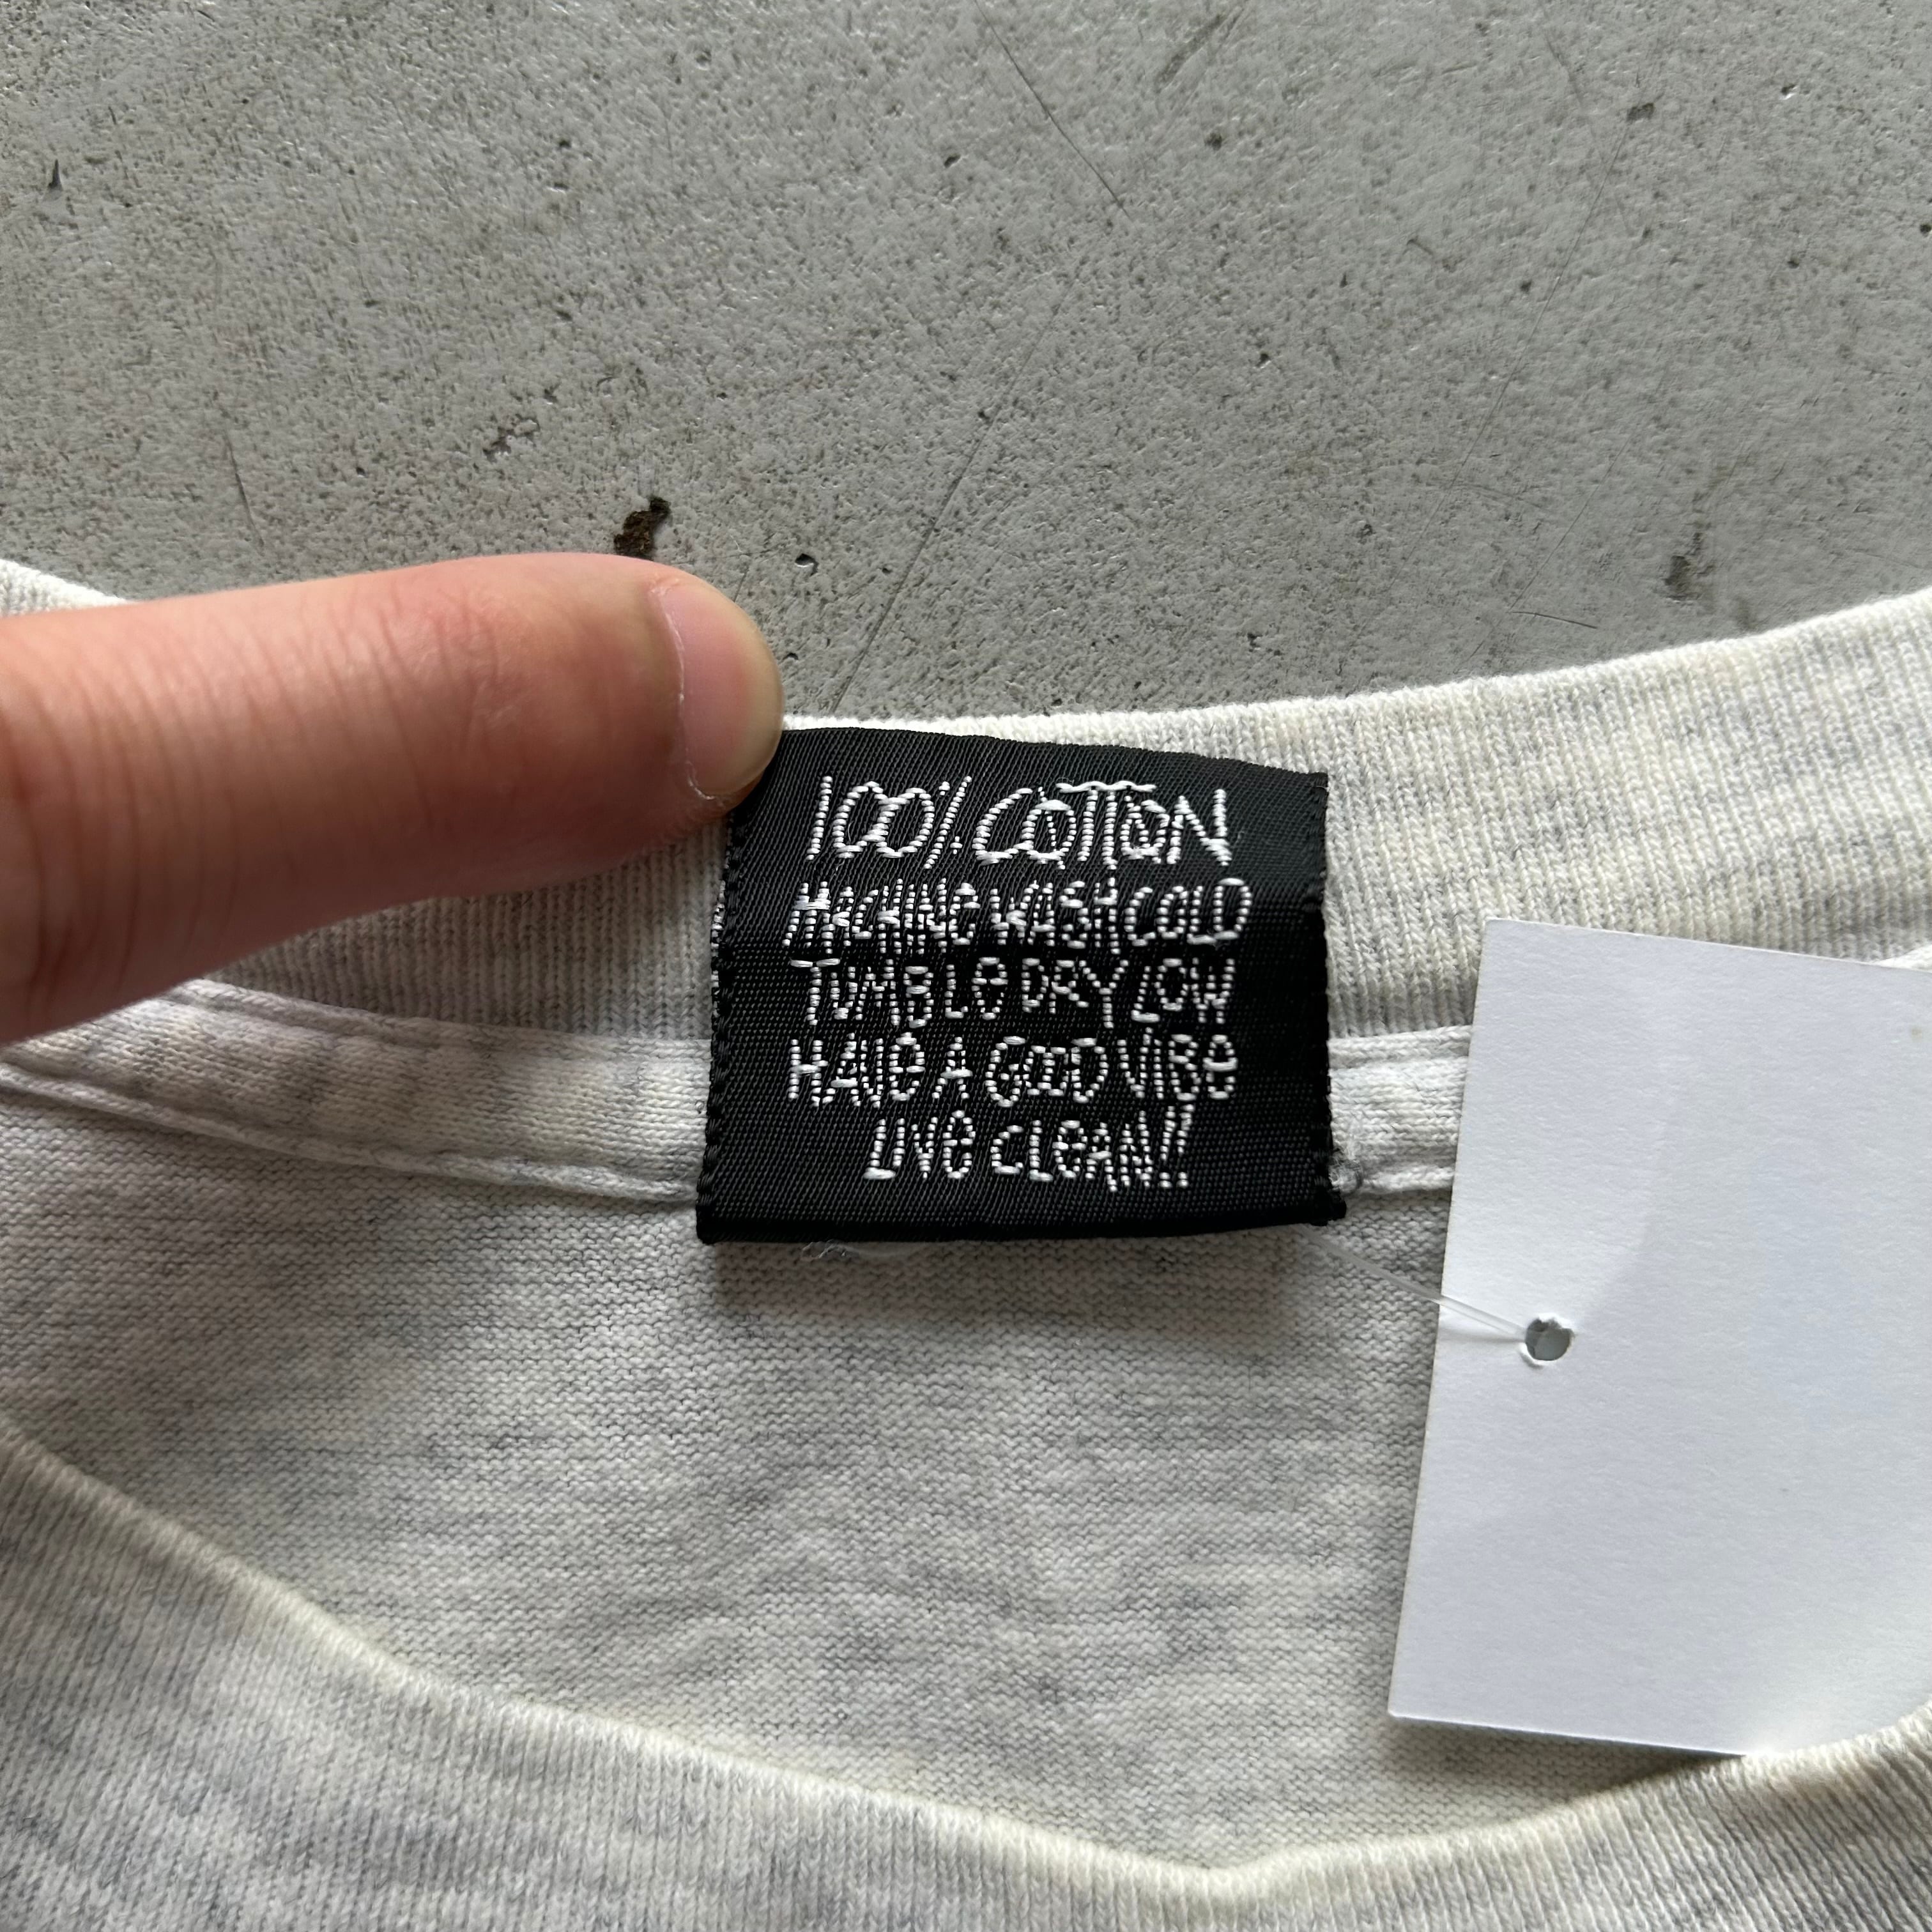 100% COTTON
MACHINE WASH COLD
TUMBLE DRY LOW
HAVE A GOOD VIBE
LIVE CLEAN!!